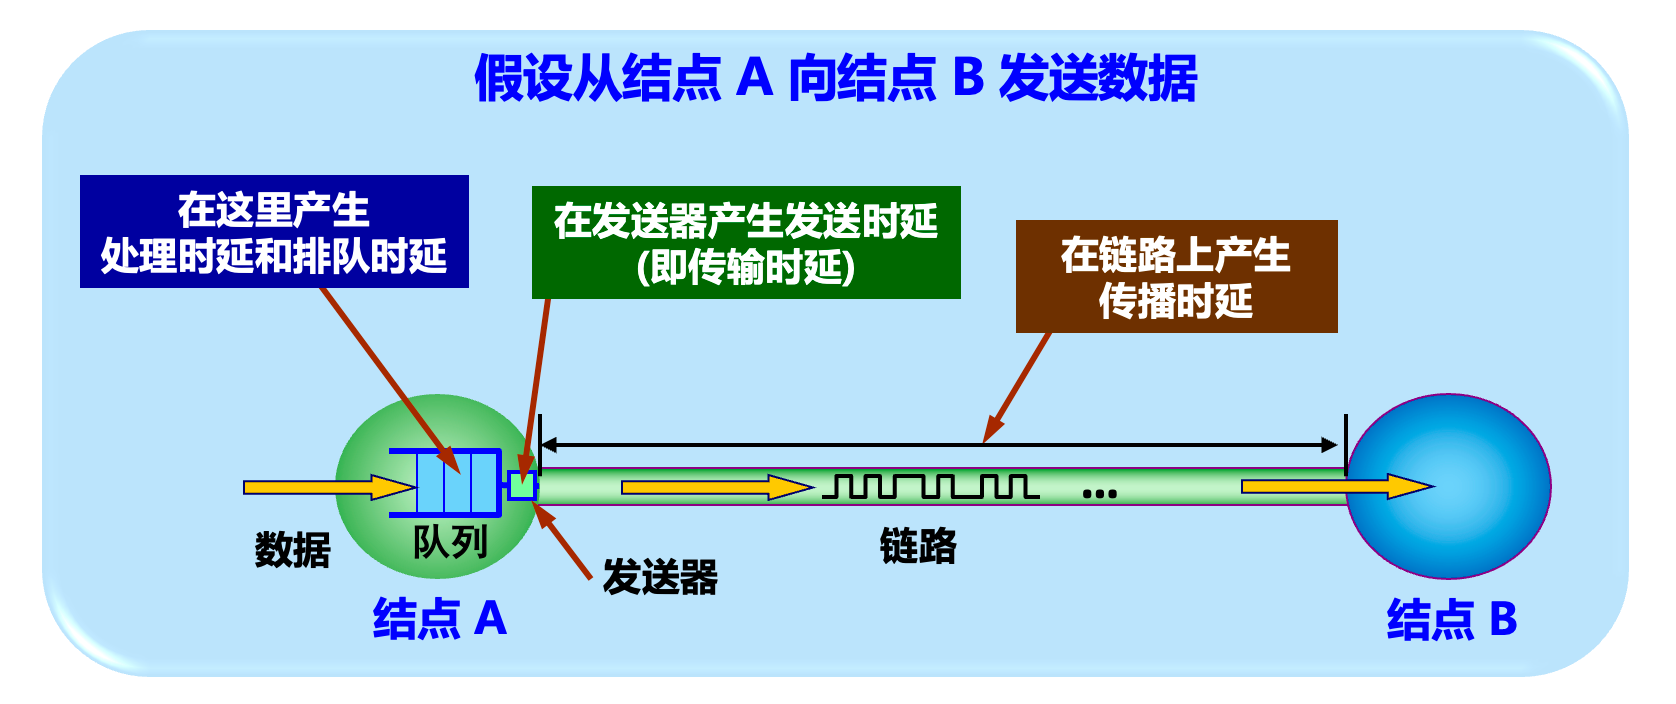 假设从结点 A 向结点 B 发送数据
在这里产生
处理时延和排队时延
在发送器产生发送时延
(即传输时延)
在链路上产生
传播时延
数据
队列
发送器
链路
...
结点 A
结点 B